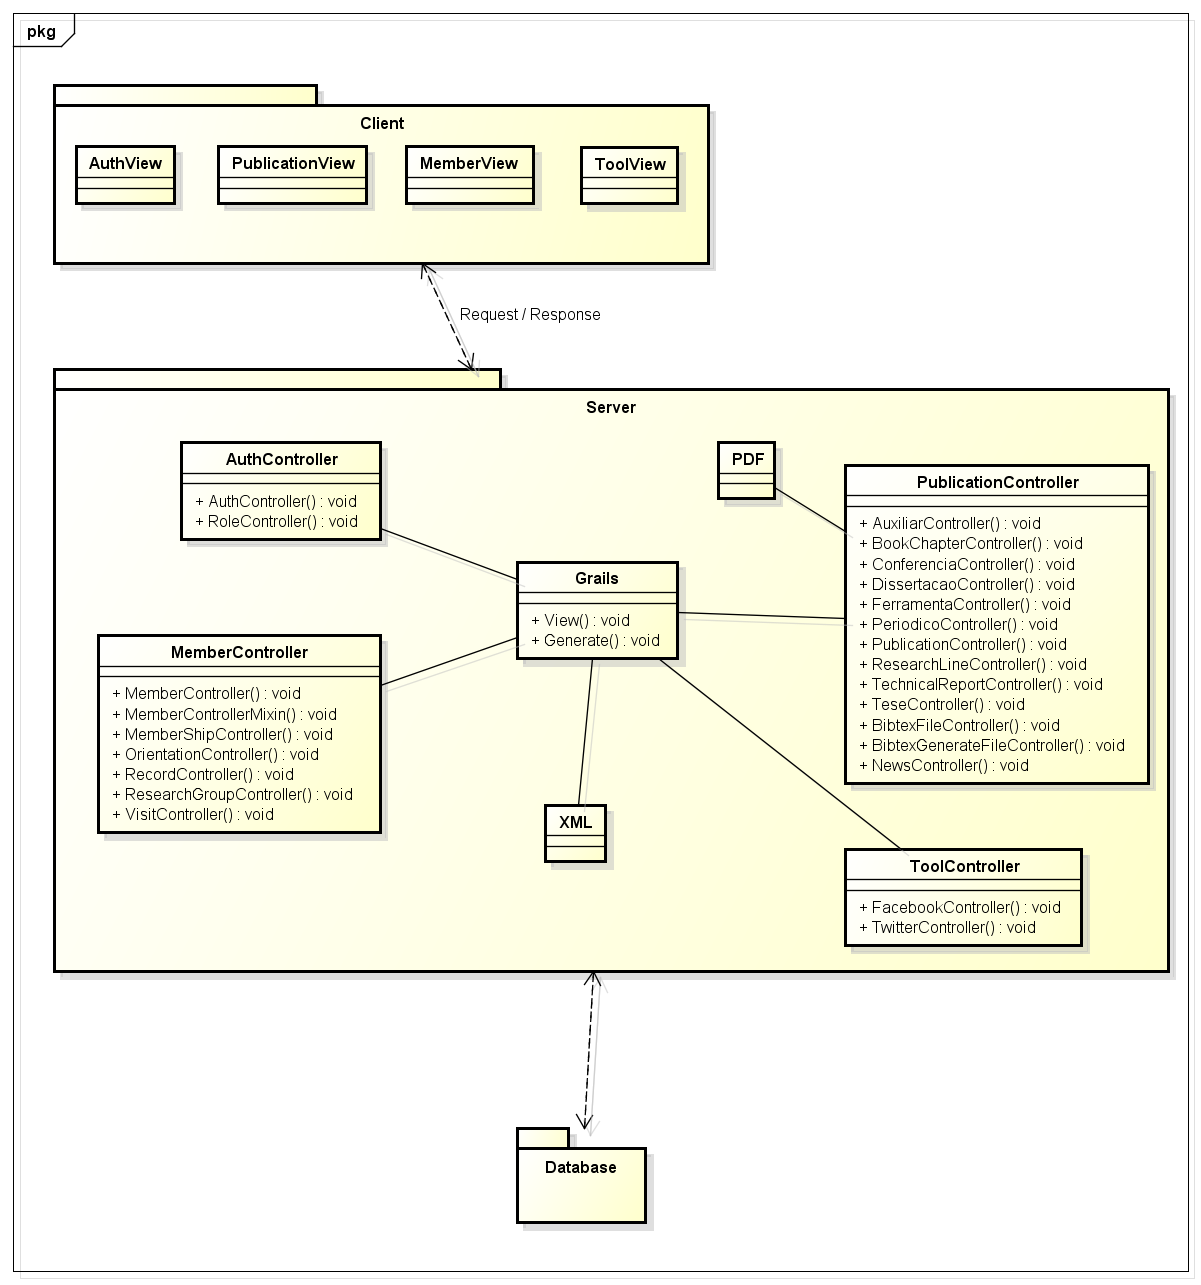 pkg
Client
AuthView
PublicationView
MemberView
ToolView
Request / Response
Server
AuthController
+ AuthController() : void
+ RoleController() : void
PDF
PublicationController
+ AuxiliarController() : void
+ BookChapterController() : void
+ ConferenciaController() : void
+ DissertacaoController() : void
+ FerramentaController() : void
+ PeriodicoController() : void
+ PublicationController() : void
+ ResearchLineController() : void
+ TechnicalReportController() : void
+ TeseController() : void
+ BibtexFileController() : void
+ BibtexGenerateFileController() : void
+ NewsController() : void
Grails
+ View() : void
+ Generate() : void
MemberController
+ MemberController() : void
+ MemberControllerMixin() : void
+ MemberShipController() : void
+ OrientationController() : void
+ RecordController() : void
+ ResearchGroupController() : void
+ VisitController() : void
XML
ToolController
+ FacebookController() : void
+ TwitterController() : void
Database